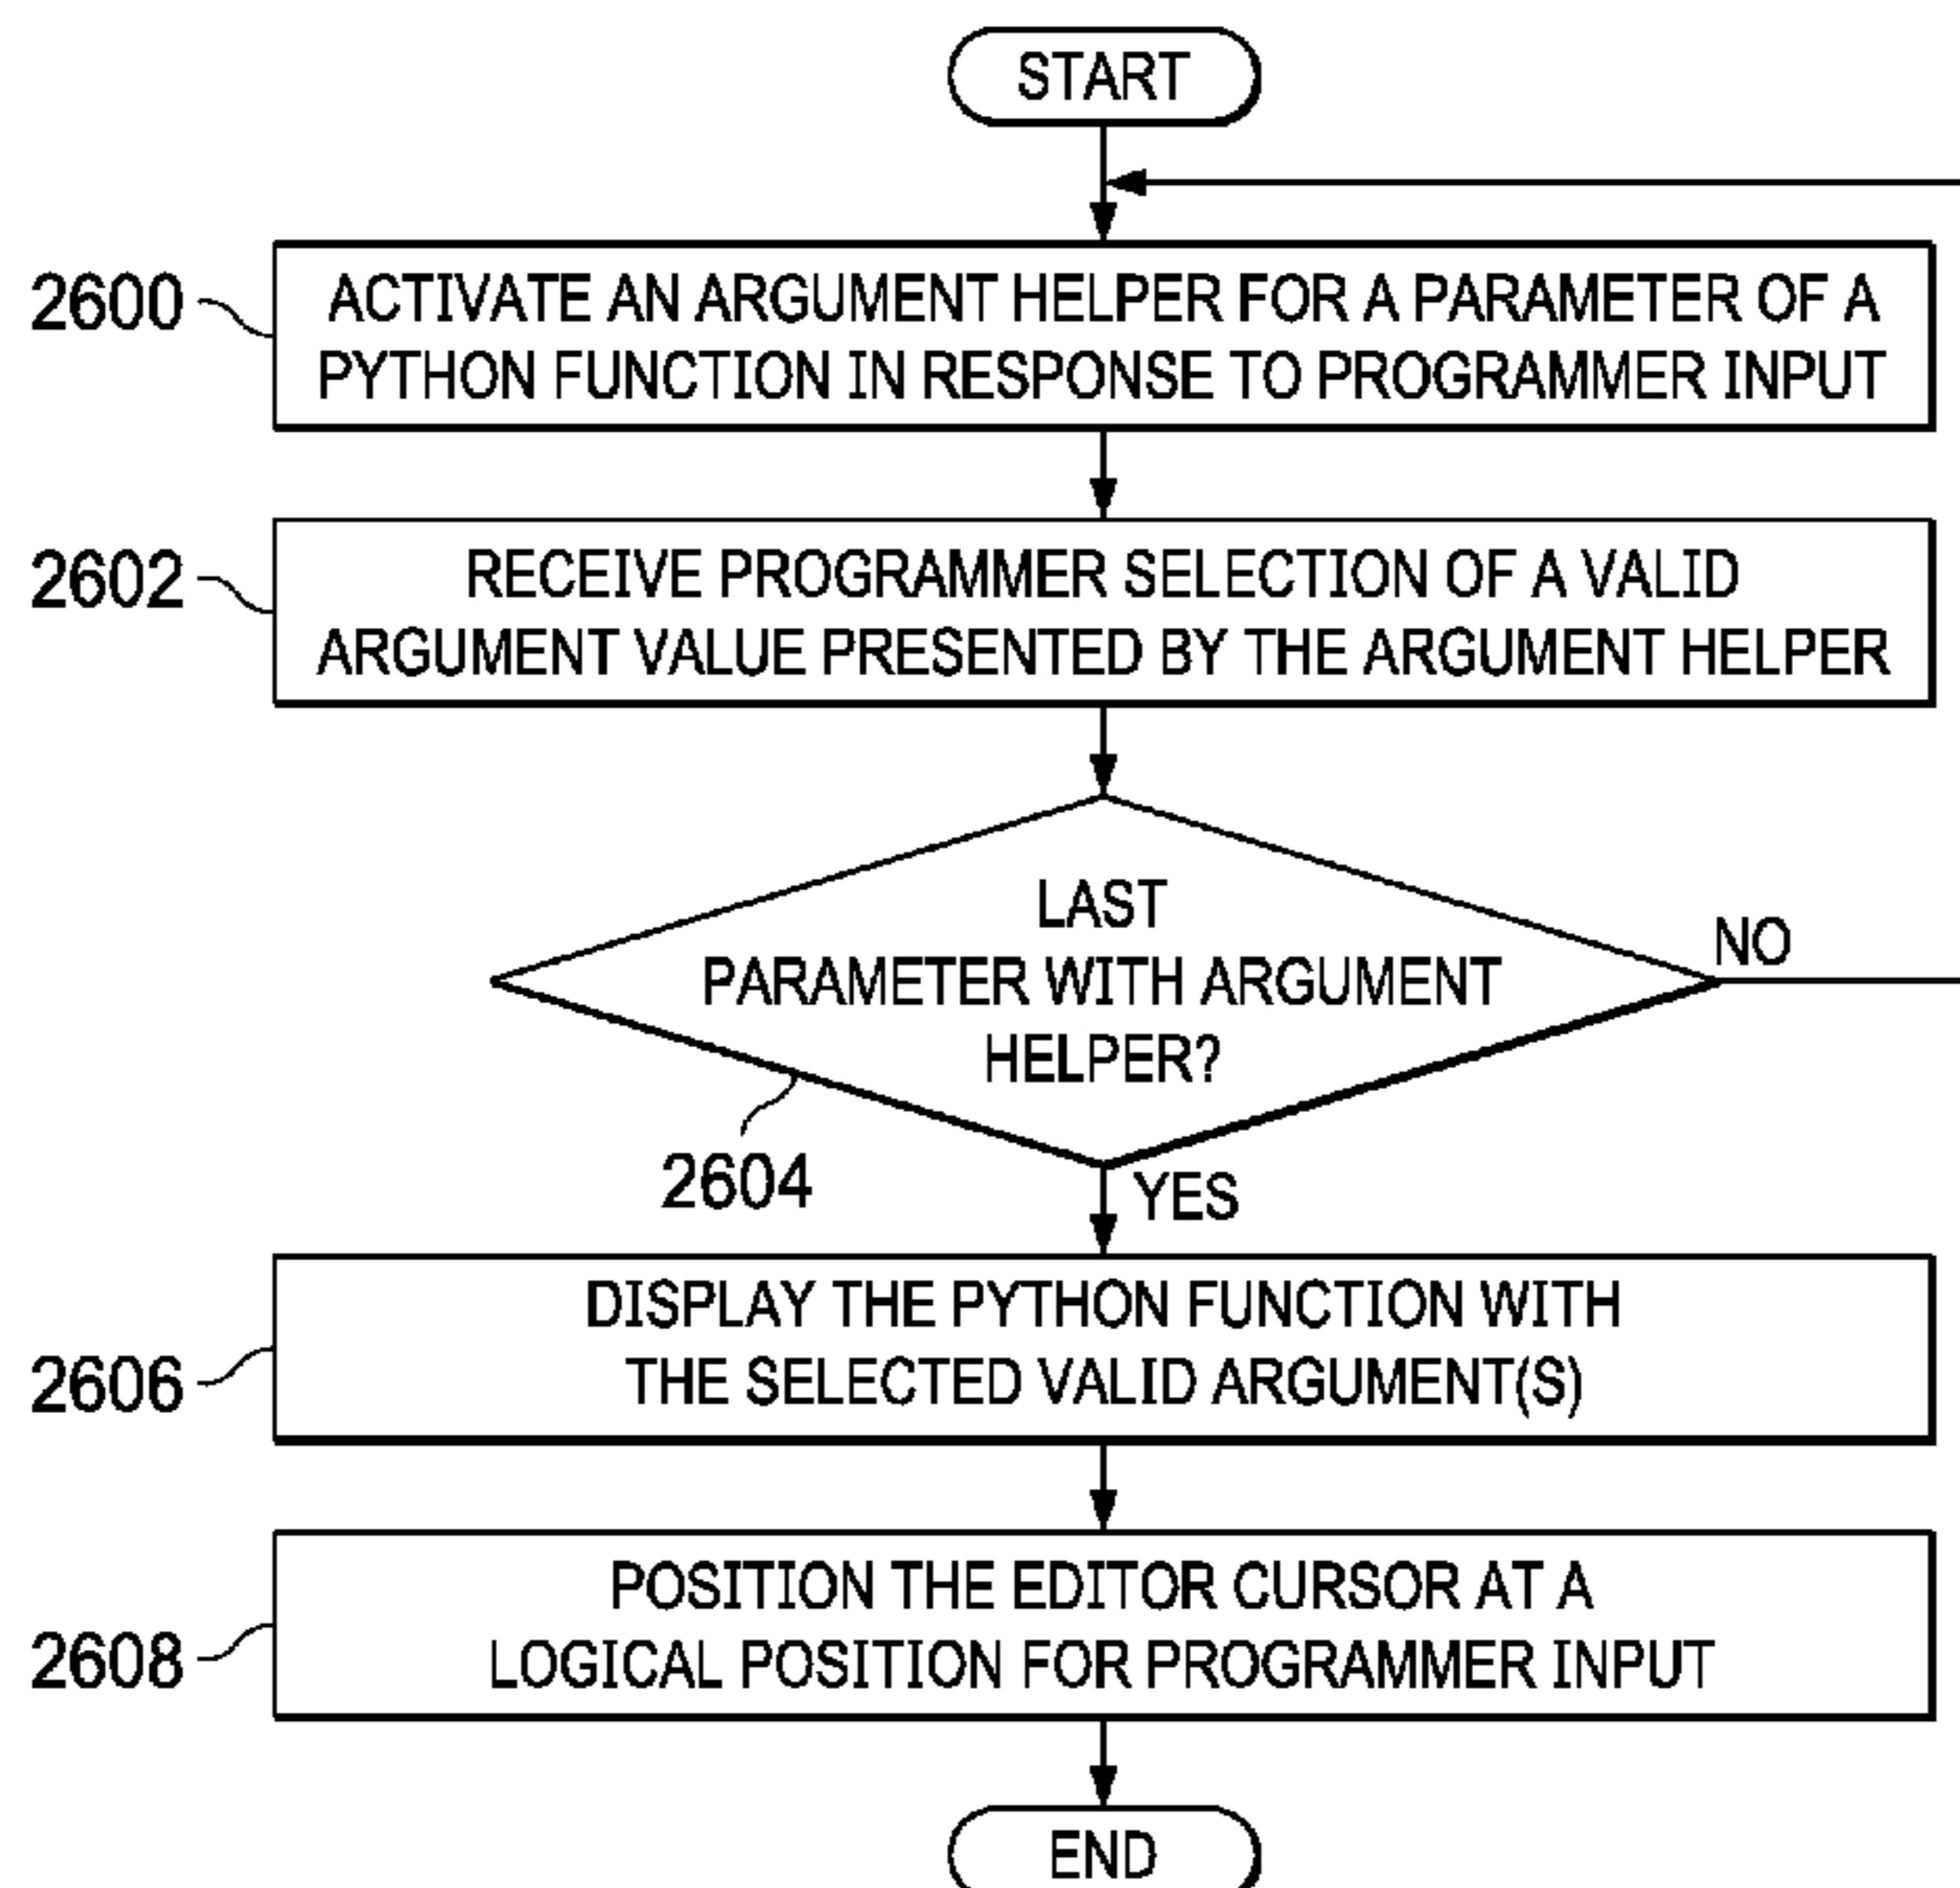 START
2600
ACTIVATE AN ARGUMENT HELPER FOR A PARAMETER OF A
PYTHON FUNCTION IN RESPONSE TO PROGRAMMER INPUT
2602
RECEIVE PROGRAMMER SELECTION OF A VALID
ARGUMENT VALUE PRESENTED BY THE ARGUMENT HELPER
LAST
PARAMETER WITH ARGUMENT
HELPER?
NO
2604
YES
2606
DISPLAY THE PYTHON FUNCTION WITH
THE SELECTED VALID ARGUMENT(S)
2608
POSITION THE EDITOR CURSOR AT A
LOGICAL POSITION FOR PROGRAMMER INPUT
END